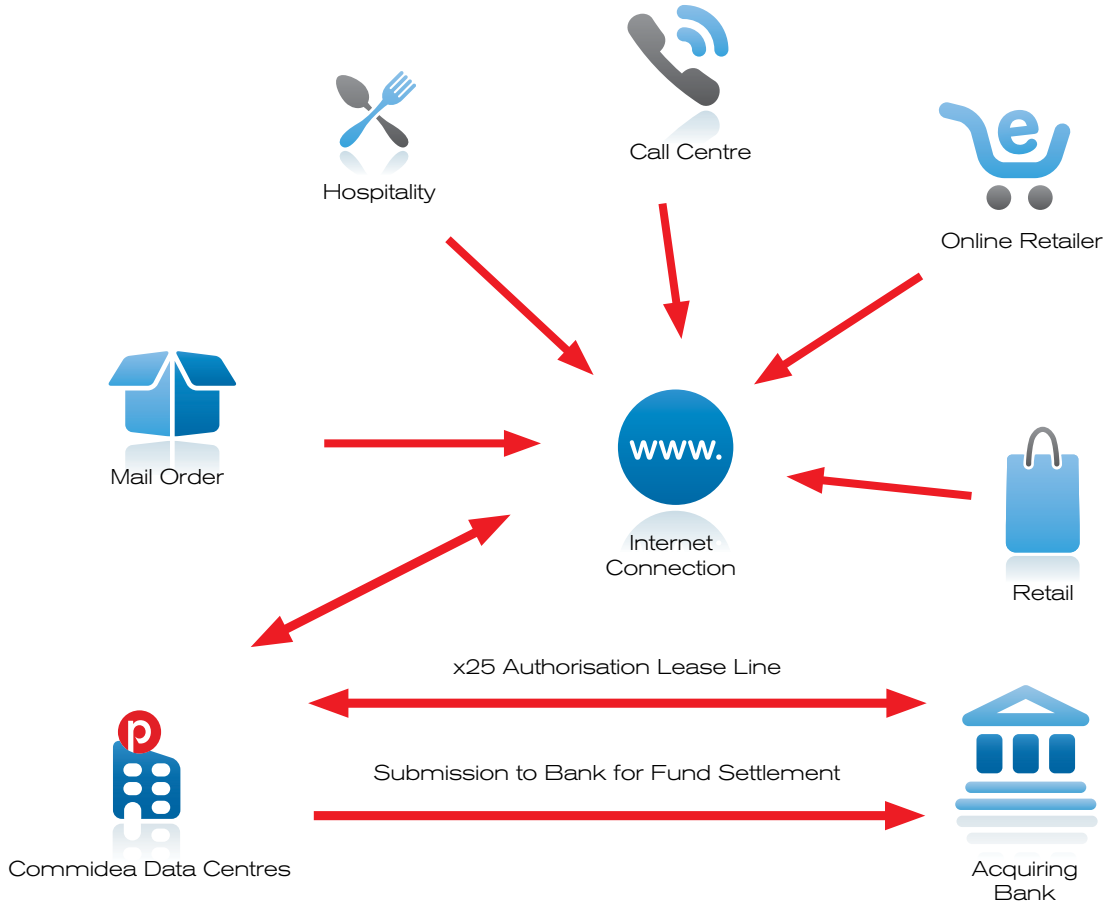 Call Centre
Hospitality
e
Online Retailer
Mail Order
www.
Internet
Connection
Retail
x25 Authorisation Lease Line
p
Submission to Bank for Fund Settlement
Commidea Data Centres
Acquiring
Bank